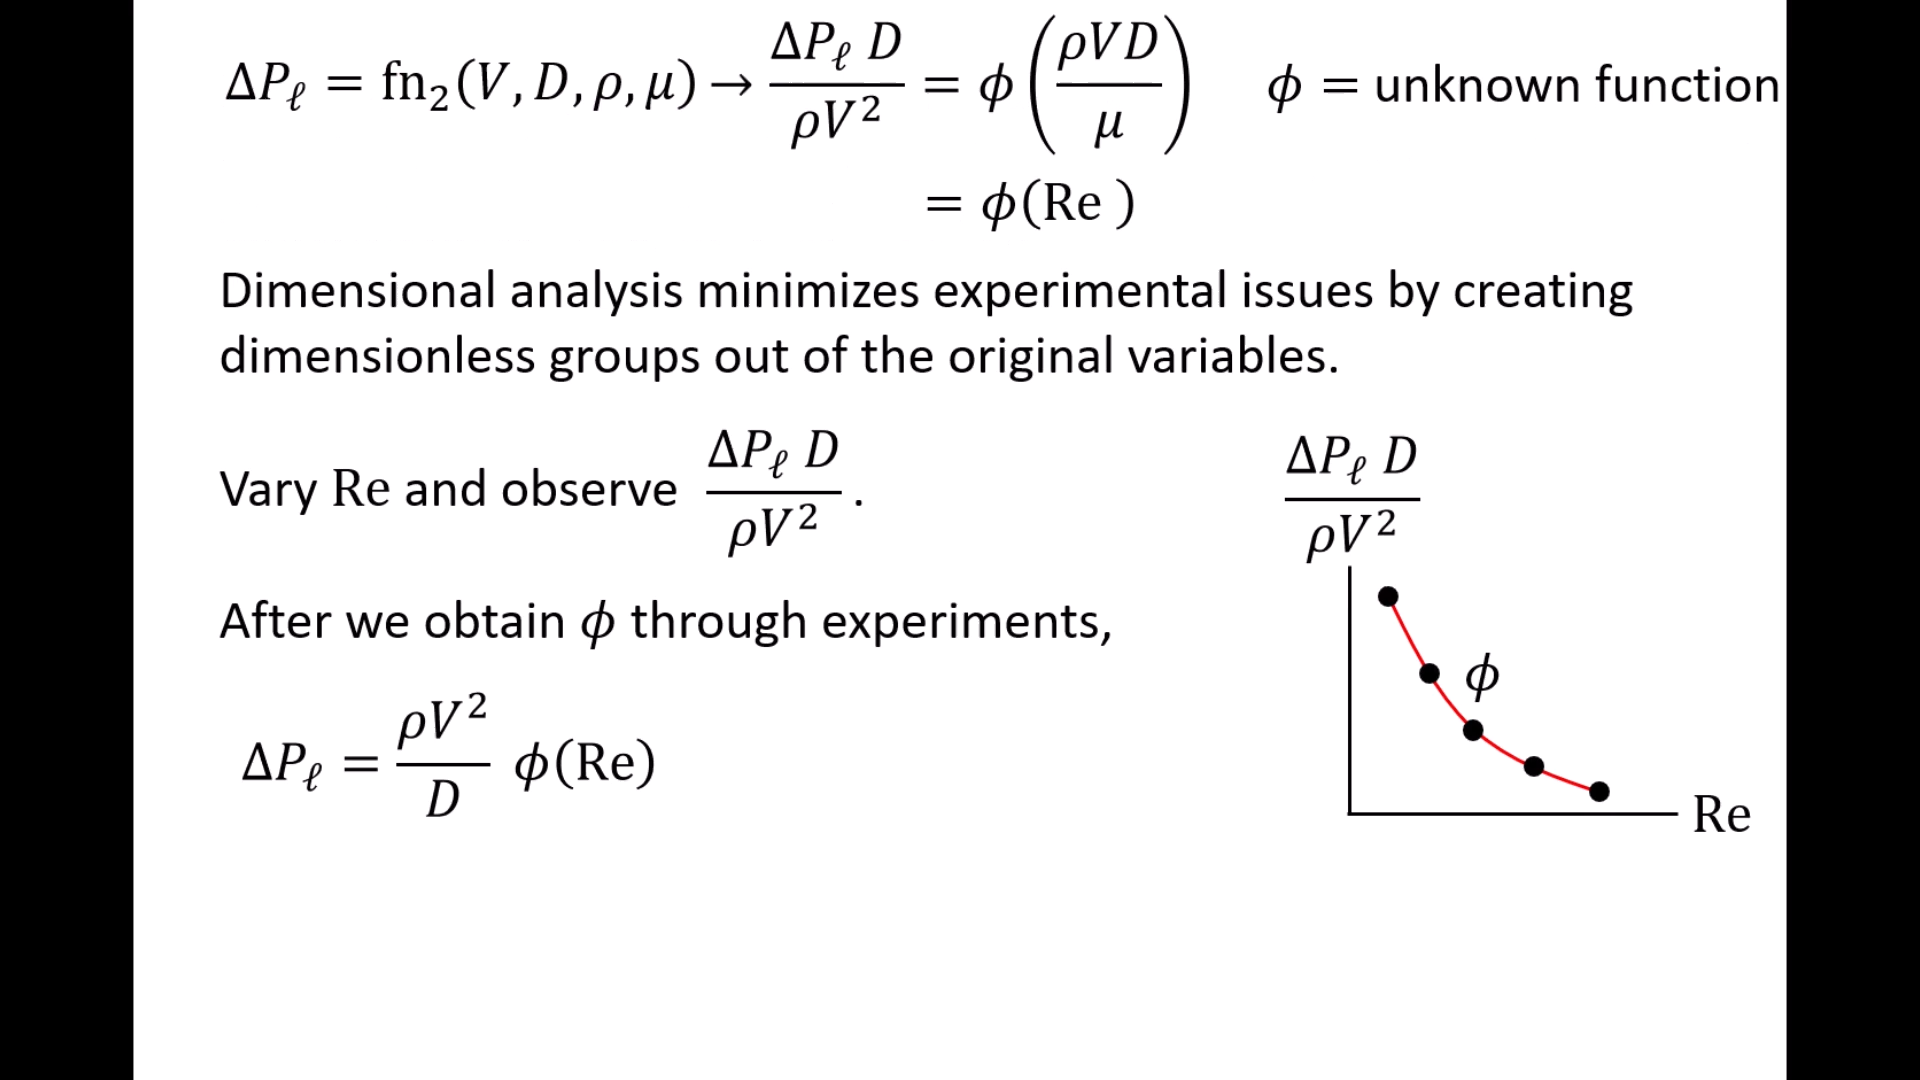 ΔP_ℓ = fn₂(V, D, ρ, μ) → ΔP_ℓ D / ρV² = ϕ(ρVD / μ)   ϕ = unknown function
= ϕ(Re )
Dimensional analysis minimizes experimental issues by creating
dimensionless groups out of the original variables.
Vary Re and observe ΔP_ℓ D / ρV² .
ΔP_ℓ D / ρV²
After we obtain ϕ through experiments,
ϕ
ΔP_ℓ = ρV² / D ϕ(Re)
Re